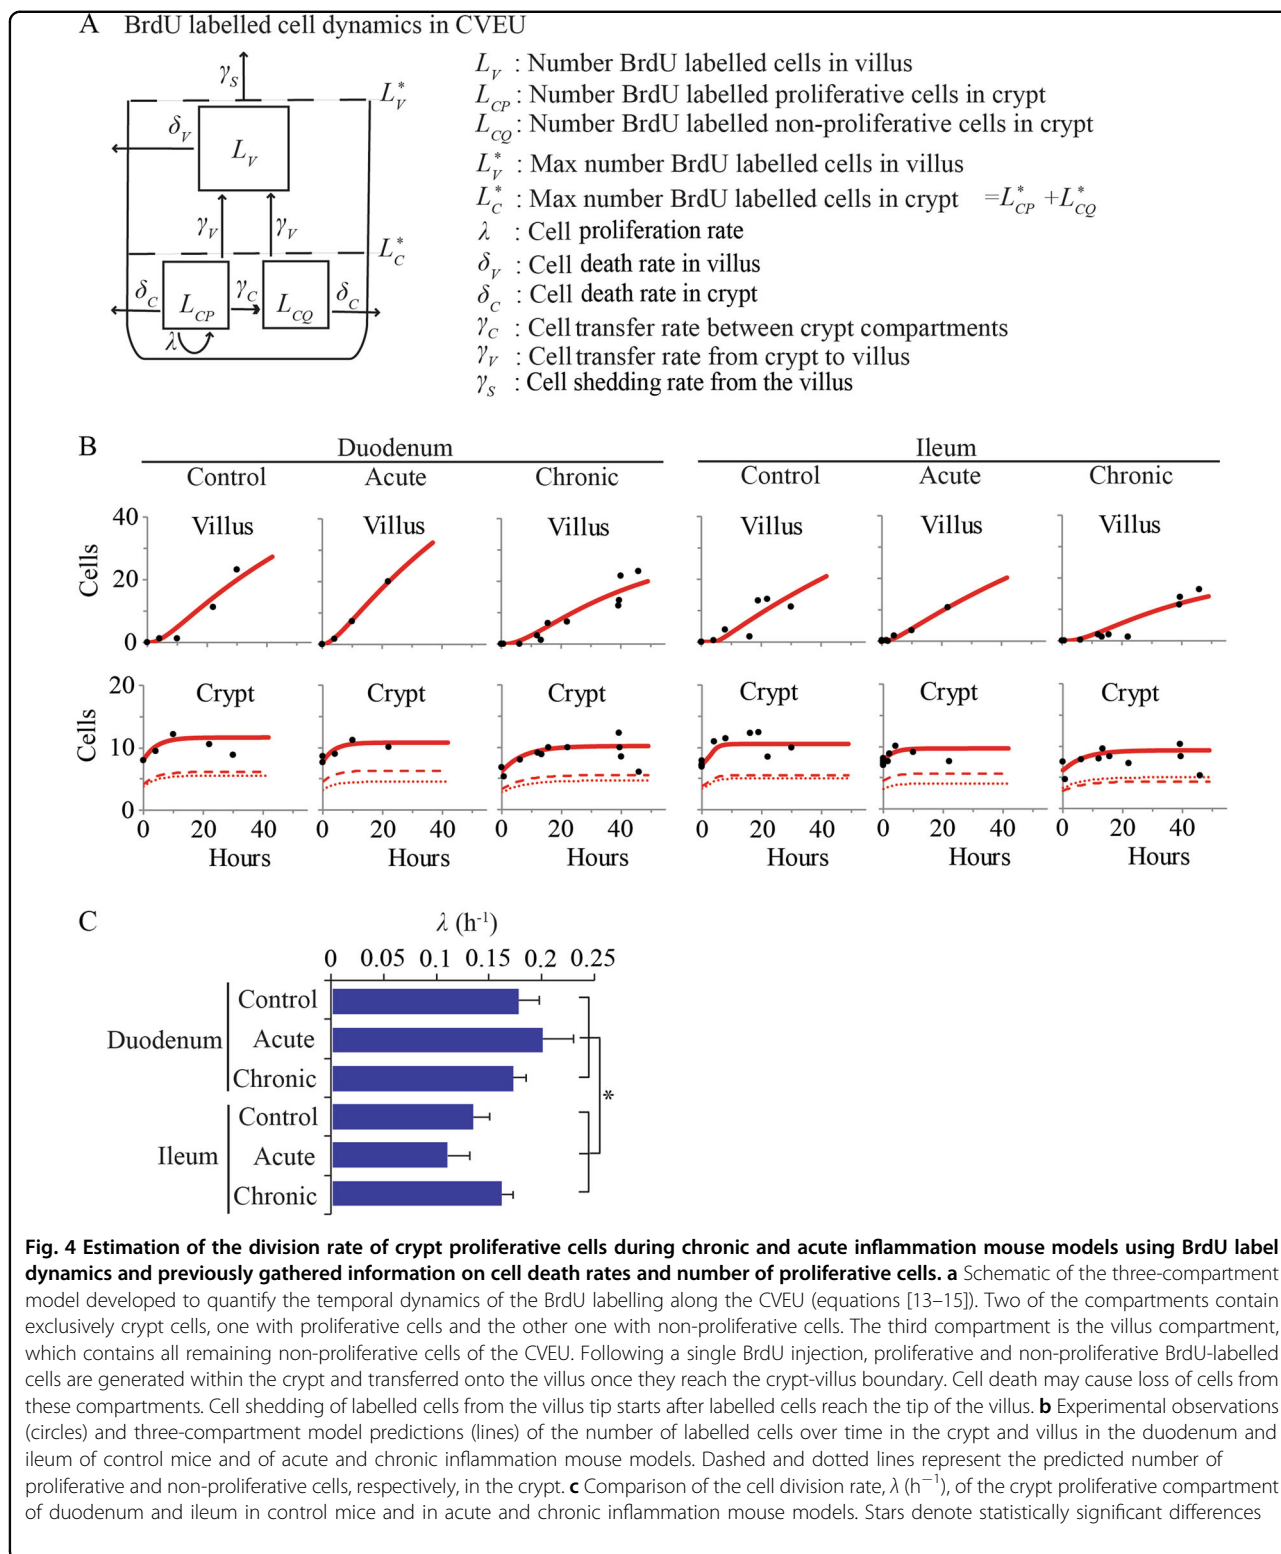 A BrdU labelled cell dynamics in CVEU
γS
L*V
δV
LV
γV γV
L*C
δC LCP γC LCQ δC
λ
LV : Number BrdU labelled cells in villus
LCP : Number BrdU labelled proliferative cells in crypt
LCQ : Number BrdU labelled non-proliferative cells in crypt
L*V : Max number BrdU labelled cells in villus
L*C : Max number BrdU labelled cells in crypt =L*CP +L*CQ
λ : Cell proliferation rate
δV : Cell death rate in villus
δC : Cell death rate in crypt
γC : Cell transfer rate between crypt compartments
γV : Cell transfer rate from crypt to villus
γS : Cell shedding rate from the villus
B
Duodenum Ileum
Control Acute Chronic Control Acute Chronic
Villus Villus Villus Villus Villus Villus
Cells
40
20
0
Crypt Crypt Crypt Crypt Crypt Crypt
Cells
20
10
0
0 20 40 0 20 40 0 20 40 0 20 40 0 20 40 0 20 40
Hours Hours Hours Hours Hours Hours
C
λ (h-1)
0 0.05 0.1 0.15 0.2 0.25
Duodenum
Control
Acute
Chronic
Ileum
Control
Acute
Chronic
*
Fig. 4 Estimation of the division rate of crypt proliferative cells during chronic and acute inflammation mouse models using BrdU label
dynamics and previously gathered information on cell death rates and number of proliferative cells. a Schematic of the three-compartment
model developed to quantify the temporal dynamics of the BrdU labelling along the CVEU (equations [13–15]). Two of the compartments contain
exclusively crypt cells, one with proliferative cells and the other one with non-proliferative cells. The third compartment is the villus compartment,
which contains all remaining non-proliferative cells of the CVEU. Following a single BrdU injection, proliferative and non-proliferative BrdU-labelled
cells are generated within the crypt and transferred onto the villus once they reach the crypt-villus boundary. Cell death may cause loss of cells from
these compartments. Cell shedding of labelled cells from the villus tip starts after labelled cells reach the tip of the villus. b Experimental observations
(circles) and three-compartment model predictions (lines) of the number of labelled cells over time in the crypt and villus in the duodenum and
ileum of control mice and of acute and chronic inflammation mouse models. Dashed and dotted lines represent the predicted number of
proliferative and non-proliferative cells, respectively, in the crypt. c Comparison of the cell division rate, λ (h−1), of the crypt proliferative compartment
of duodenum and ileum in control mice and in acute and chronic inflammation mouse models. Stars denote statistically significant differences